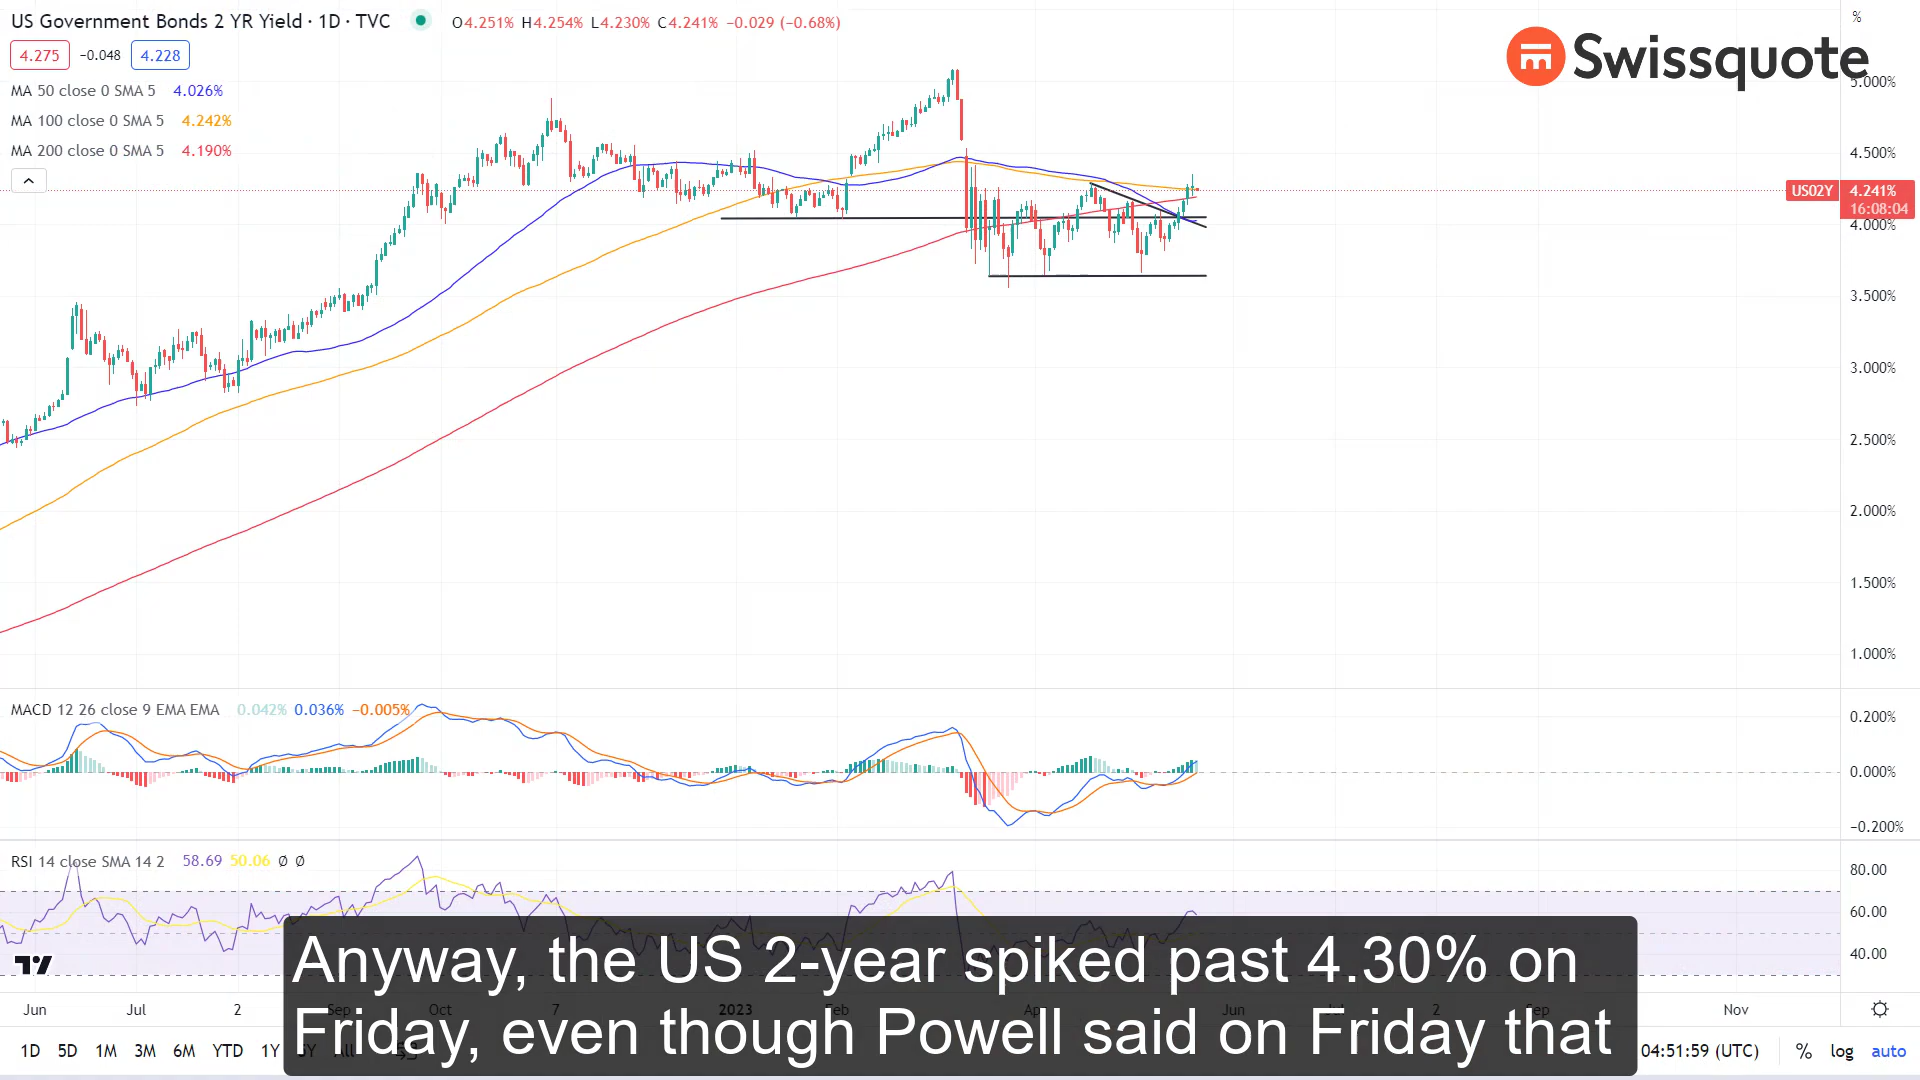 US Government Bonds 2 YR Yield · 1D · TVC O4.251% H4.254% L4.230% C4.241% −0.029 (−0.68%)
4.275 −0.048 4.228
MA 50 close 0 SMA 5 4.026%
MA 100 close 0 SMA 5 4.242%
MA 200 close 0 SMA 5 4.190%
Swissquote
%
5.000%
4.500%
US02Y 4.241%
16:08:04
4.000%
3.500%
3.000%
2.500%
2.000%
1.500%
1.000%
MACD 12 26 close 9 EMA EMA 0.042% 0.036% −0.005%
0.200%
0.000%
−0.200%
RSI 14 close SMA 14 2 58.69 50.06 Ø Ø
80.00
60.00
40.00
Anyway, the US 2-year spiked past 4.30% on
Friday, even though Powell said on Friday that
Jun Jul 2 Sep Oct 7 2023 Feb Jun 2 Sep Nov
1D 5D 1M 3M 6M YTD 1Y 5Y All 04:51:59 (UTC) % log auto